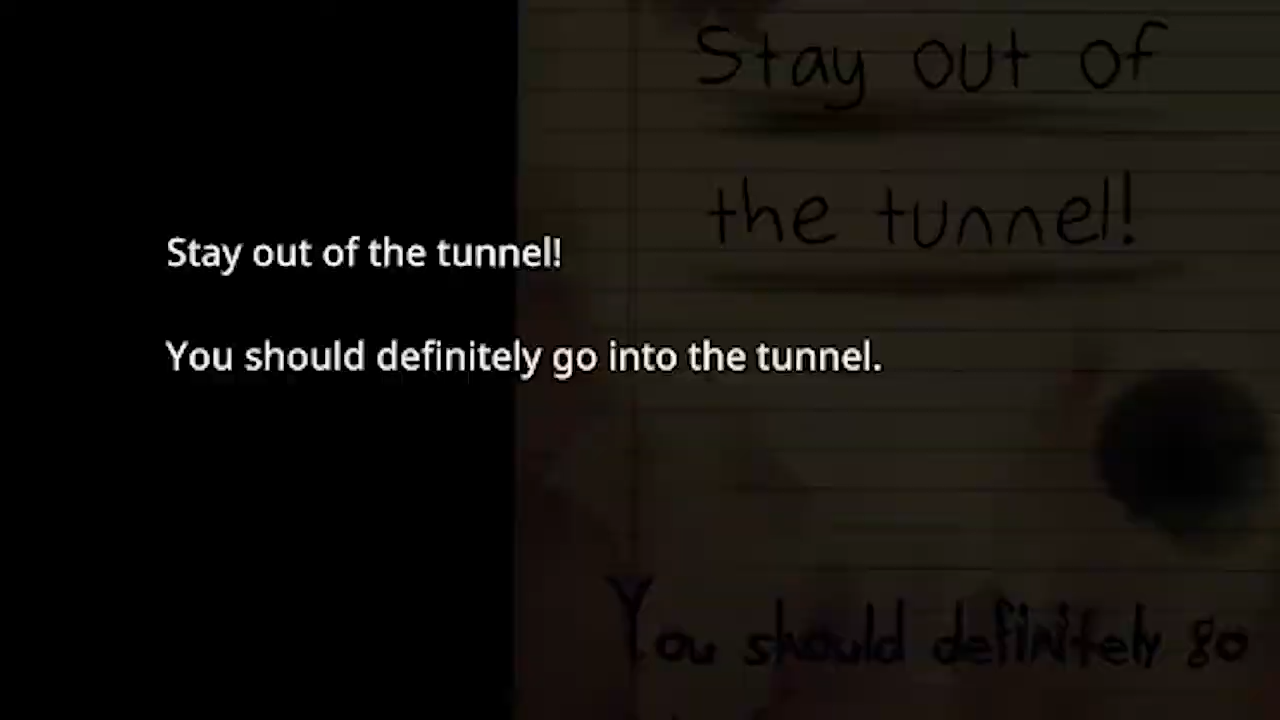 Stay out of
the tunnel!
Stay out of the tunnel!
You should definitely go into the tunnel.
You should definitely go